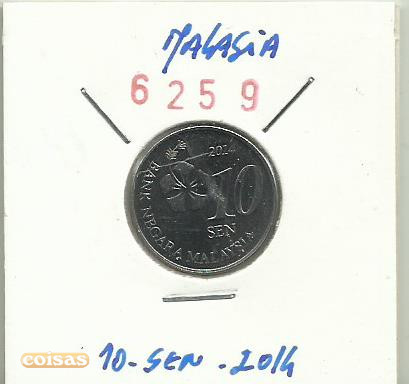 MALASIA
6259
2014
10
SEN
BANK NEGARA MALAYSIA
coisas
10-SEN.-2014